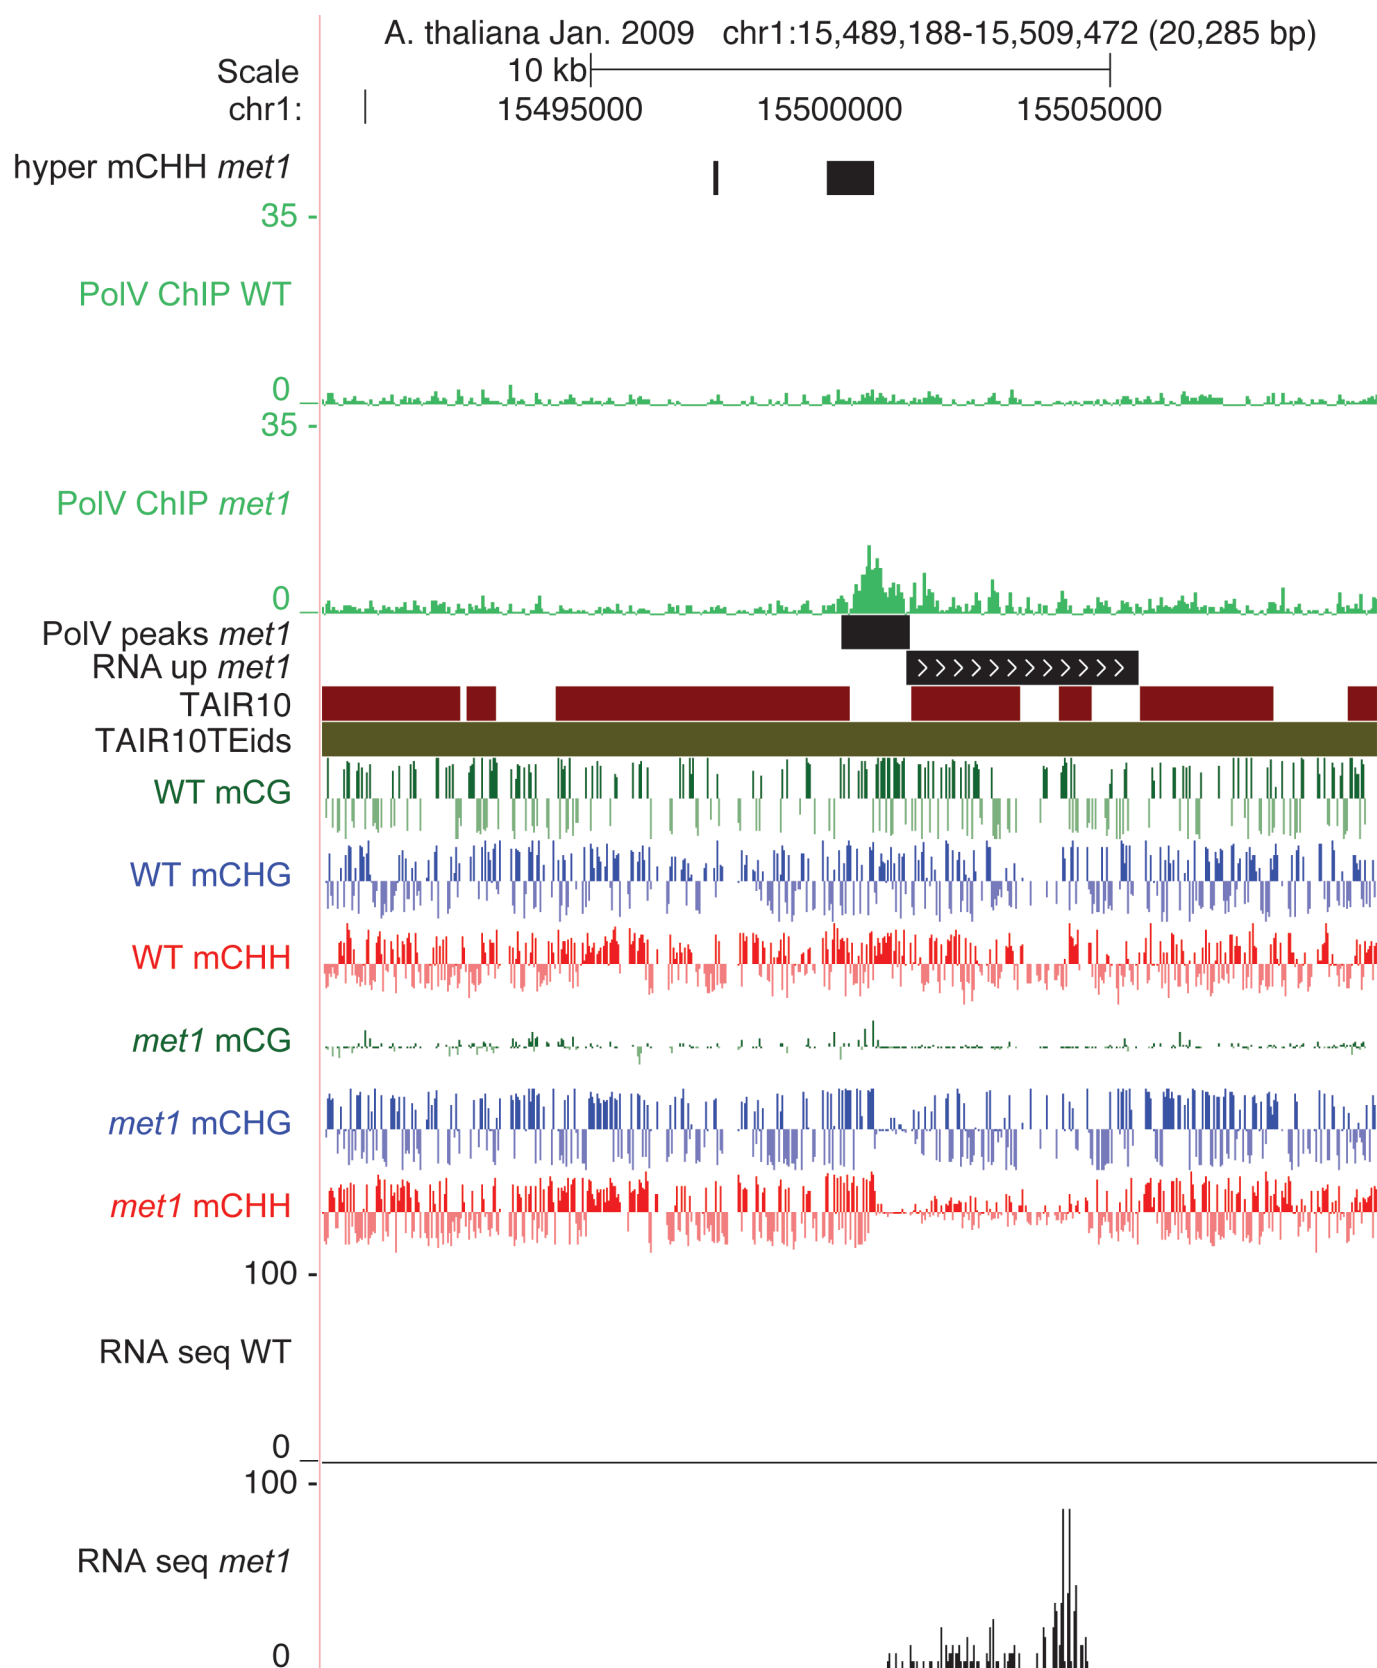 A. thaliana Jan. 2009 chr1:15,489,188-15,509,472 (20,285 bp)
Scale 10 kb
chr1: 15495000 15500000 15505000
hyper mCHH met1
35
PolV ChIP WT
0
35
PolV ChIP met1
0
PolV peaks met1
RNA up met1
TAIR10
TAIR10TEids
WT mCG
WT mCHG
WT mCHH
met1 mCG
met1 mCHG
met1 mCHH
100
RNA seq WT
0
100
RNA seq met1
0